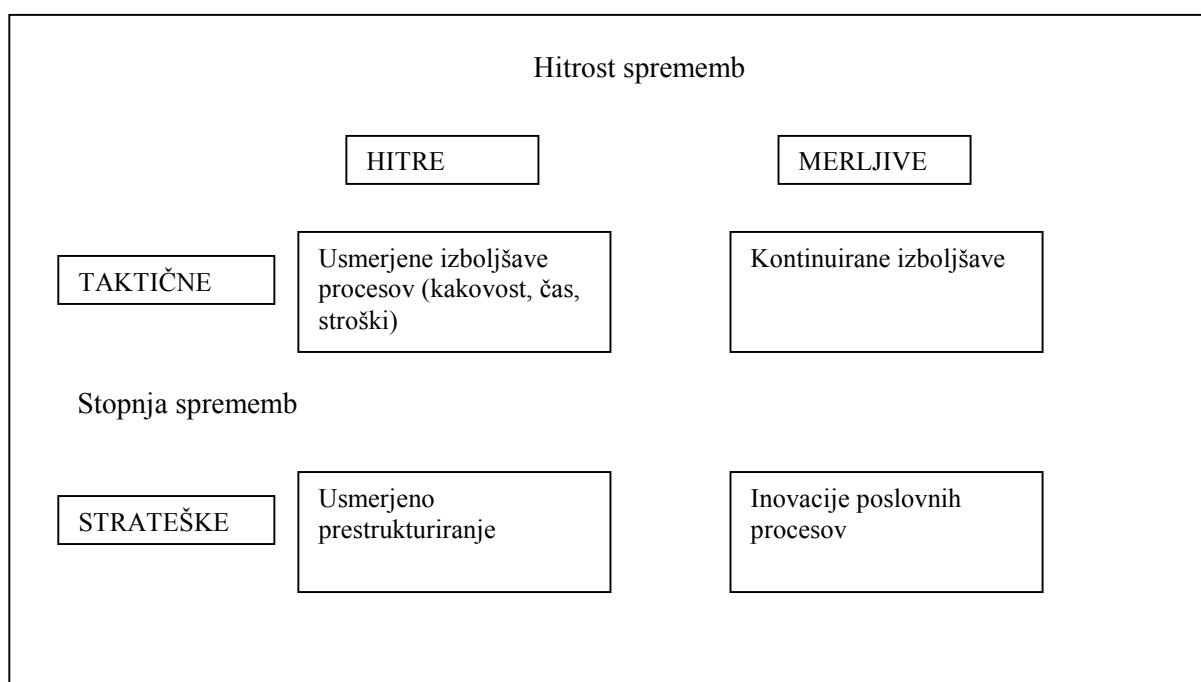 Hitrost sprememb
HITRE
MERLJIVE
TAKTIČNE
Usmerjene izboljšave
procesov (kakovost, čas,
stroški)
Kontinuirane izboljšave
Stopnja sprememb
STRATEŠKE
Usmerjeno
prestrukturiranje
Inovacije poslovnih
procesov